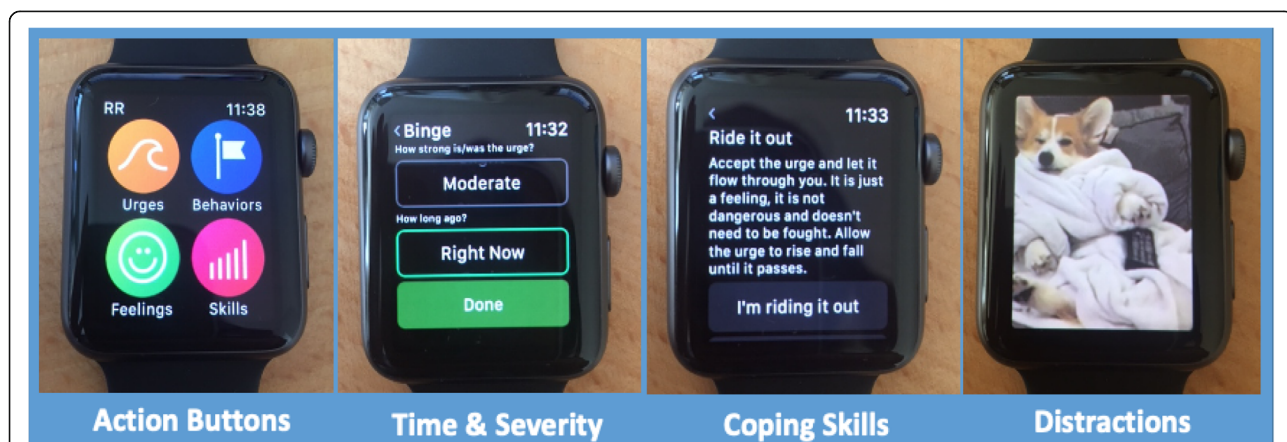 RR 11:38
Urges Behaviors
Feelings Skills
Action Buttons
<Binge 11:32
How strong is/was the urge?
Moderate
How long ago?
Right Now
Done
Time & Severity
< 11:33
Ride it out
Accept the urge and let it
flow through you. It is just
a feeling, it is not
dangerous and doesn't
need to be fought. Allow
the urge to rise and fall
until it passes.
I'm riding it out
Coping Skills
Distractions